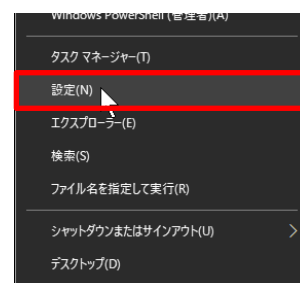 Windows PowerShell (管理者)(A)
タスク マネージャー(T)
設定(N)
エクスプローラー(E)
検索(S)
ファイル名を指定して実行(R)
シャットダウンまたはサインアウト(U)
デスクトップ(D)